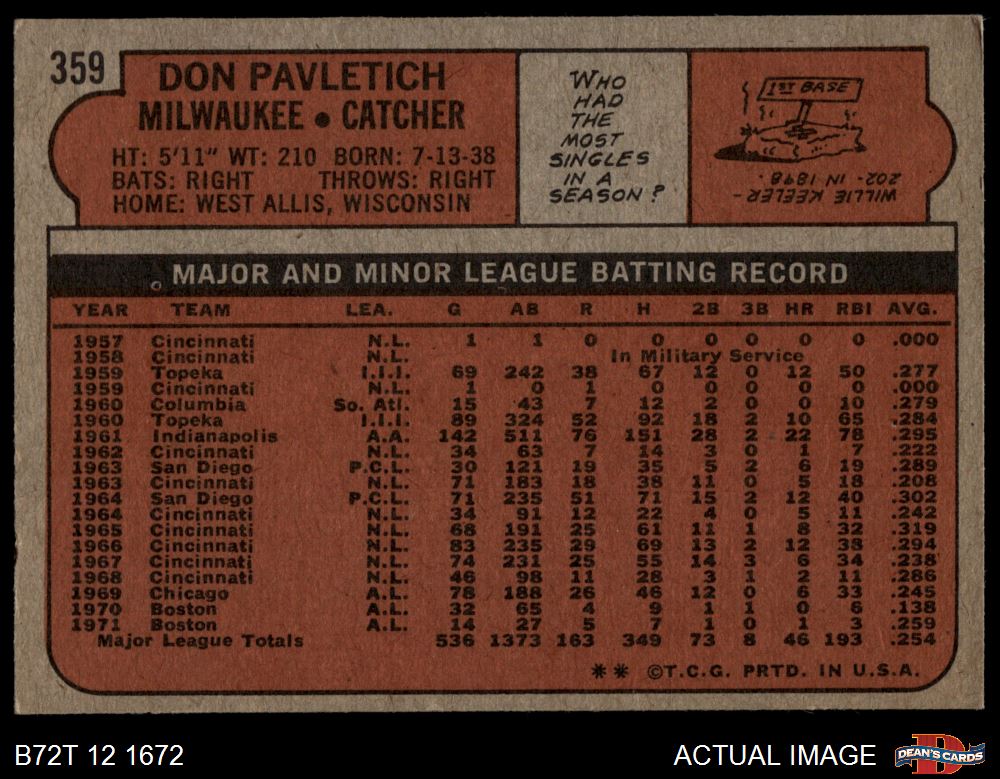 359
DON PAVLETICH
MILWAUKEE • CATCHER
HT: 5'11" WT: 210 BORN: 7-13-38
BATS: RIGHT THROWS: RIGHT
HOME: WEST ALLIS, WISCONSIN
WHO
HAD
THE
MOST
SINGLES
IN A
SEASON?
1ST BASE
WILLIE KEELER-
202- IN 1898.
MAJOR AND MINOR LEAGUE BATTING RECORD
YEAR TEAM LEA. G AB R H 2B 3B HR RBI AVG.
1957 Cincinnati N.L. 1 1 0 0 0 0 0 0 .000
1958 Cincinnati N.L. In Military Service
1959 Topeka I.I.I. 69 242 38 67 12 0 12 50 .277
1959 Cincinnati N.L. 1 0 1 0 0 0 0 0 .000
1960 Columbia So. Atl. 15 43 7 12 2 0 0 10 .279
1960 Topeka I.I.I. 89 324 52 92 18 2 10 65 .284
1961 Indianapolis A.A. 142 511 76 151 28 2 22 78 .295
1962 Cincinnati N.L. 34 63 7 14 3 0 1 7 .222
1963 San Diego P.C.L. 30 121 19 35 5 2 6 19 .289
1963 Cincinnati N.L. 71 183 18 38 11 0 5 18 .208
1964 San Diego P.C.L. 71 235 51 71 15 2 12 40 .302
1964 Cincinnati N.L. 34 91 12 22 4 0 5 11 .242
1965 Cincinnati N.L. 68 191 25 61 11 1 8 32 .319
1966 Cincinnati N.L. 83 235 29 69 13 2 12 38 .294
1967 Cincinnati N.L. 74 231 25 55 14 3 6 34 .238
1968 Cincinnati N.L. 46 98 11 28 3 1 2 11 .286
1969 Chicago A.L. 78 188 26 46 12 0 6 33 .245
1970 Boston A.L. 32 65 4 9 1 1 0 6 .138
1971 Boston A.L. 14 27 5 7 1 0 1 3 .259
Major League Totals 536 1373 163 349 73 8 46 193 .254
** ©T.C.G. PRTD. IN U.S.A.
B72T 12 1672
ACTUAL IMAGE
DEAN'S CARDS